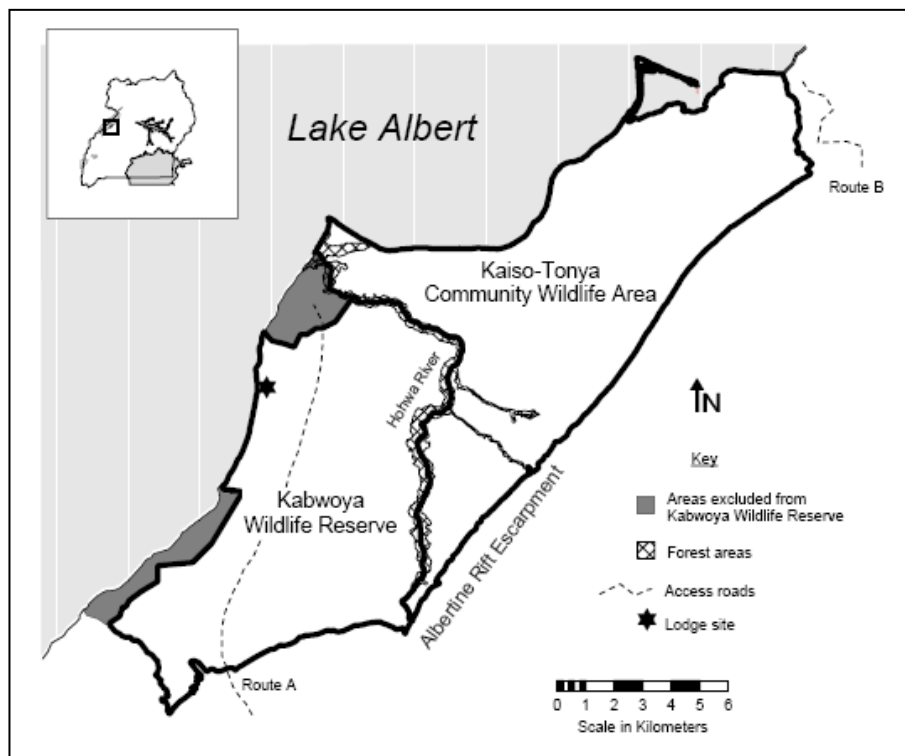 Lake Albert
Route B
Kaiso-Tonya
Community Wildlife Area
Hohwa River
N
Key
Kabwoya
Wildlife Reserve
Areas excluded from
Kabwoya Wildlife Reserve
Albertine Rift Escarpment
Forest areas
Access roads
Lodge site
Route A
0 1 2 3 4 5 6
Scale in Kilometers